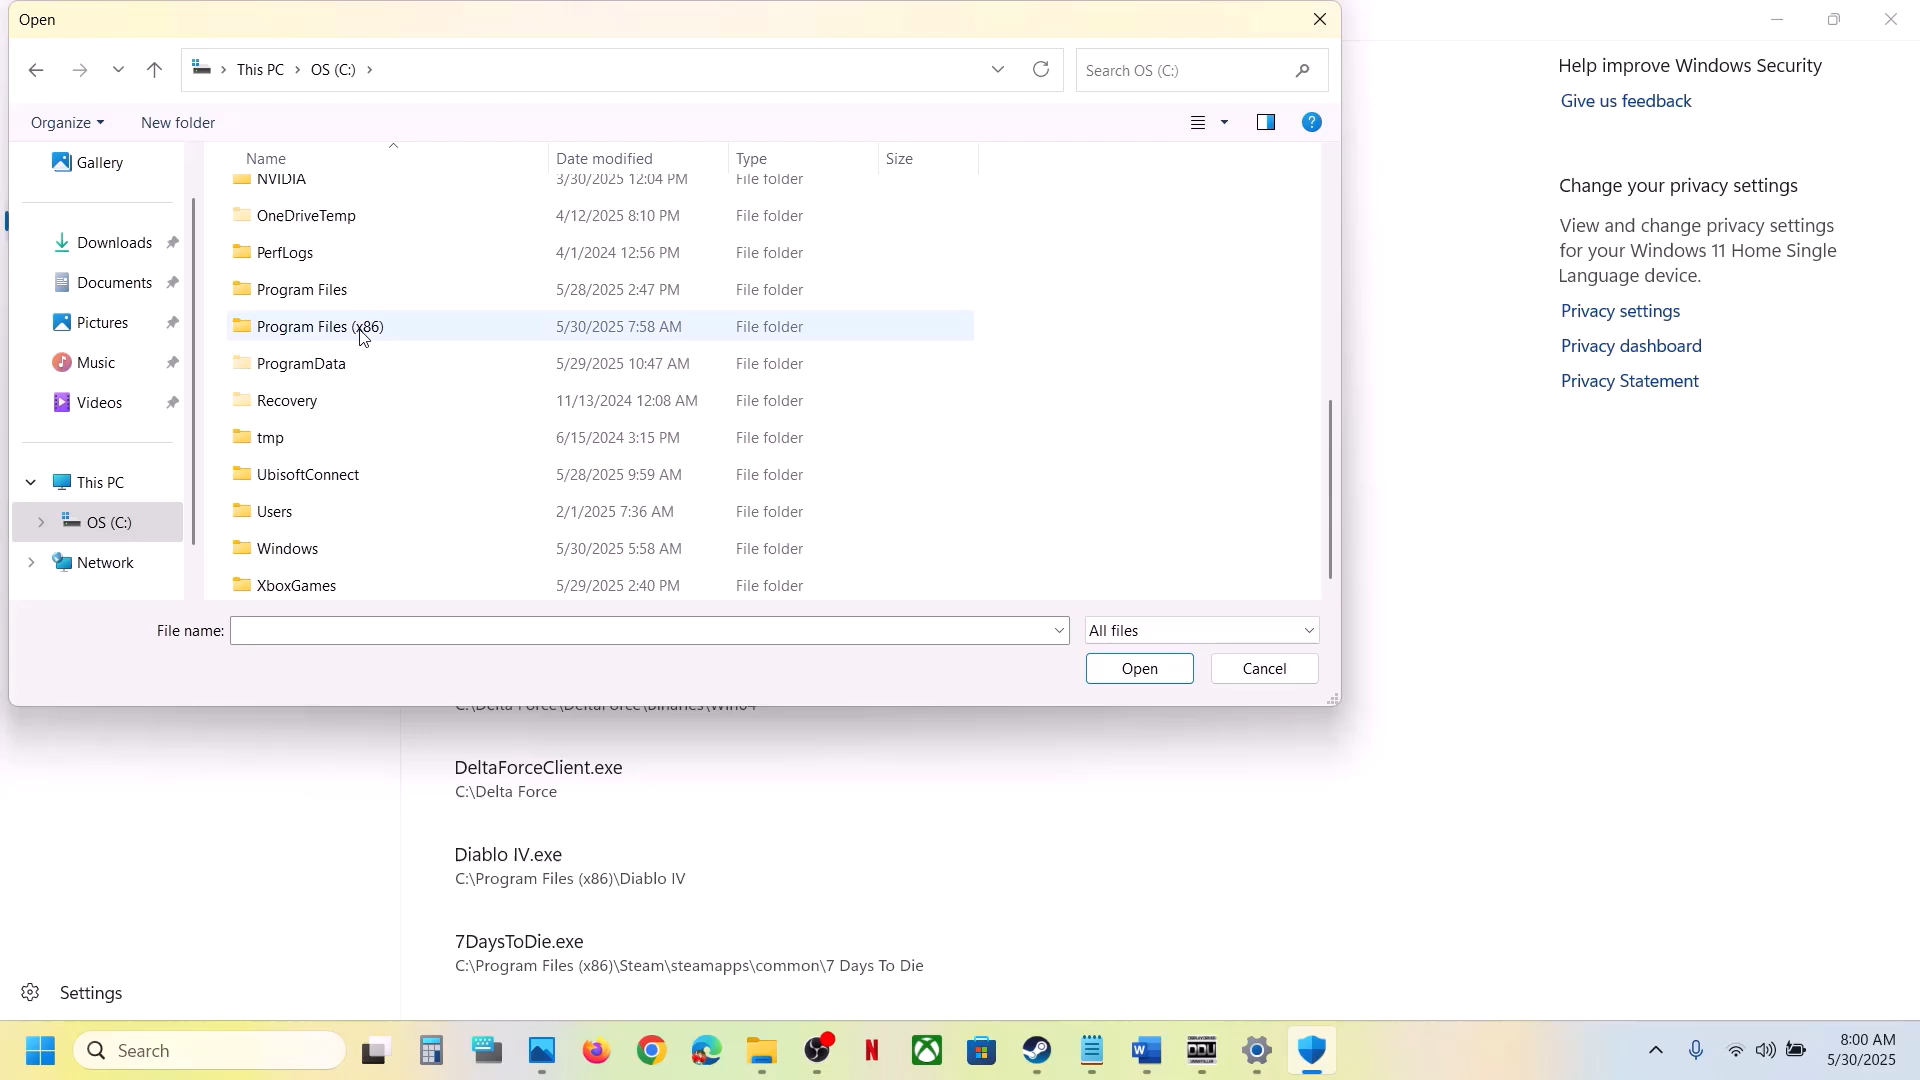 Open
This PC > OS (C:) >
Search OS (C:)
Organize
New folder
Name
Date modified
Type
Size
Gallery
Downloads
Documents
Pictures
Music
Videos
This PC
OS (C:)
Network
NVIDIA 3/30/2025 12:04 PM File folder
OneDriveTemp 4/12/2025 8:10 PM File folder
PerfLogs 4/1/2024 12:56 PM File folder
Program Files 5/28/2025 2:47 PM File folder
Program Files (x86) 5/30/2025 7:58 AM File folder
ProgramData 5/29/2025 10:47 AM File folder
Recovery 11/13/2024 12:08 AM File folder
tmp 6/15/2024 3:15 PM File folder
UbisoftConnect 5/28/2025 9:59 AM File folder
Users 2/1/2025 7:36 AM File folder
Windows 5/30/2025 5:58 AM File folder
XboxGames 5/29/2025 2:40 PM File folder
File name:
All files
Open
Cancel
Help improve Windows Security
Give us feedback
Change your privacy settings
View and change privacy settings
for your Windows 11 Home Single
Language device.
Privacy settings
Privacy dashboard
Privacy Statement
C:\Delta Force\DeltaForce\Binaries\Win64
DeltaForceClient.exe
C:\Delta Force
Diablo IV.exe
C:\Program Files (x86)\Diablo IV
7DaysToDie.exe
C:\Program Files (x86)\Steam\steamapps\common\7 Days To Die
Settings
Search
DDU
8:00 AM
5/30/2025